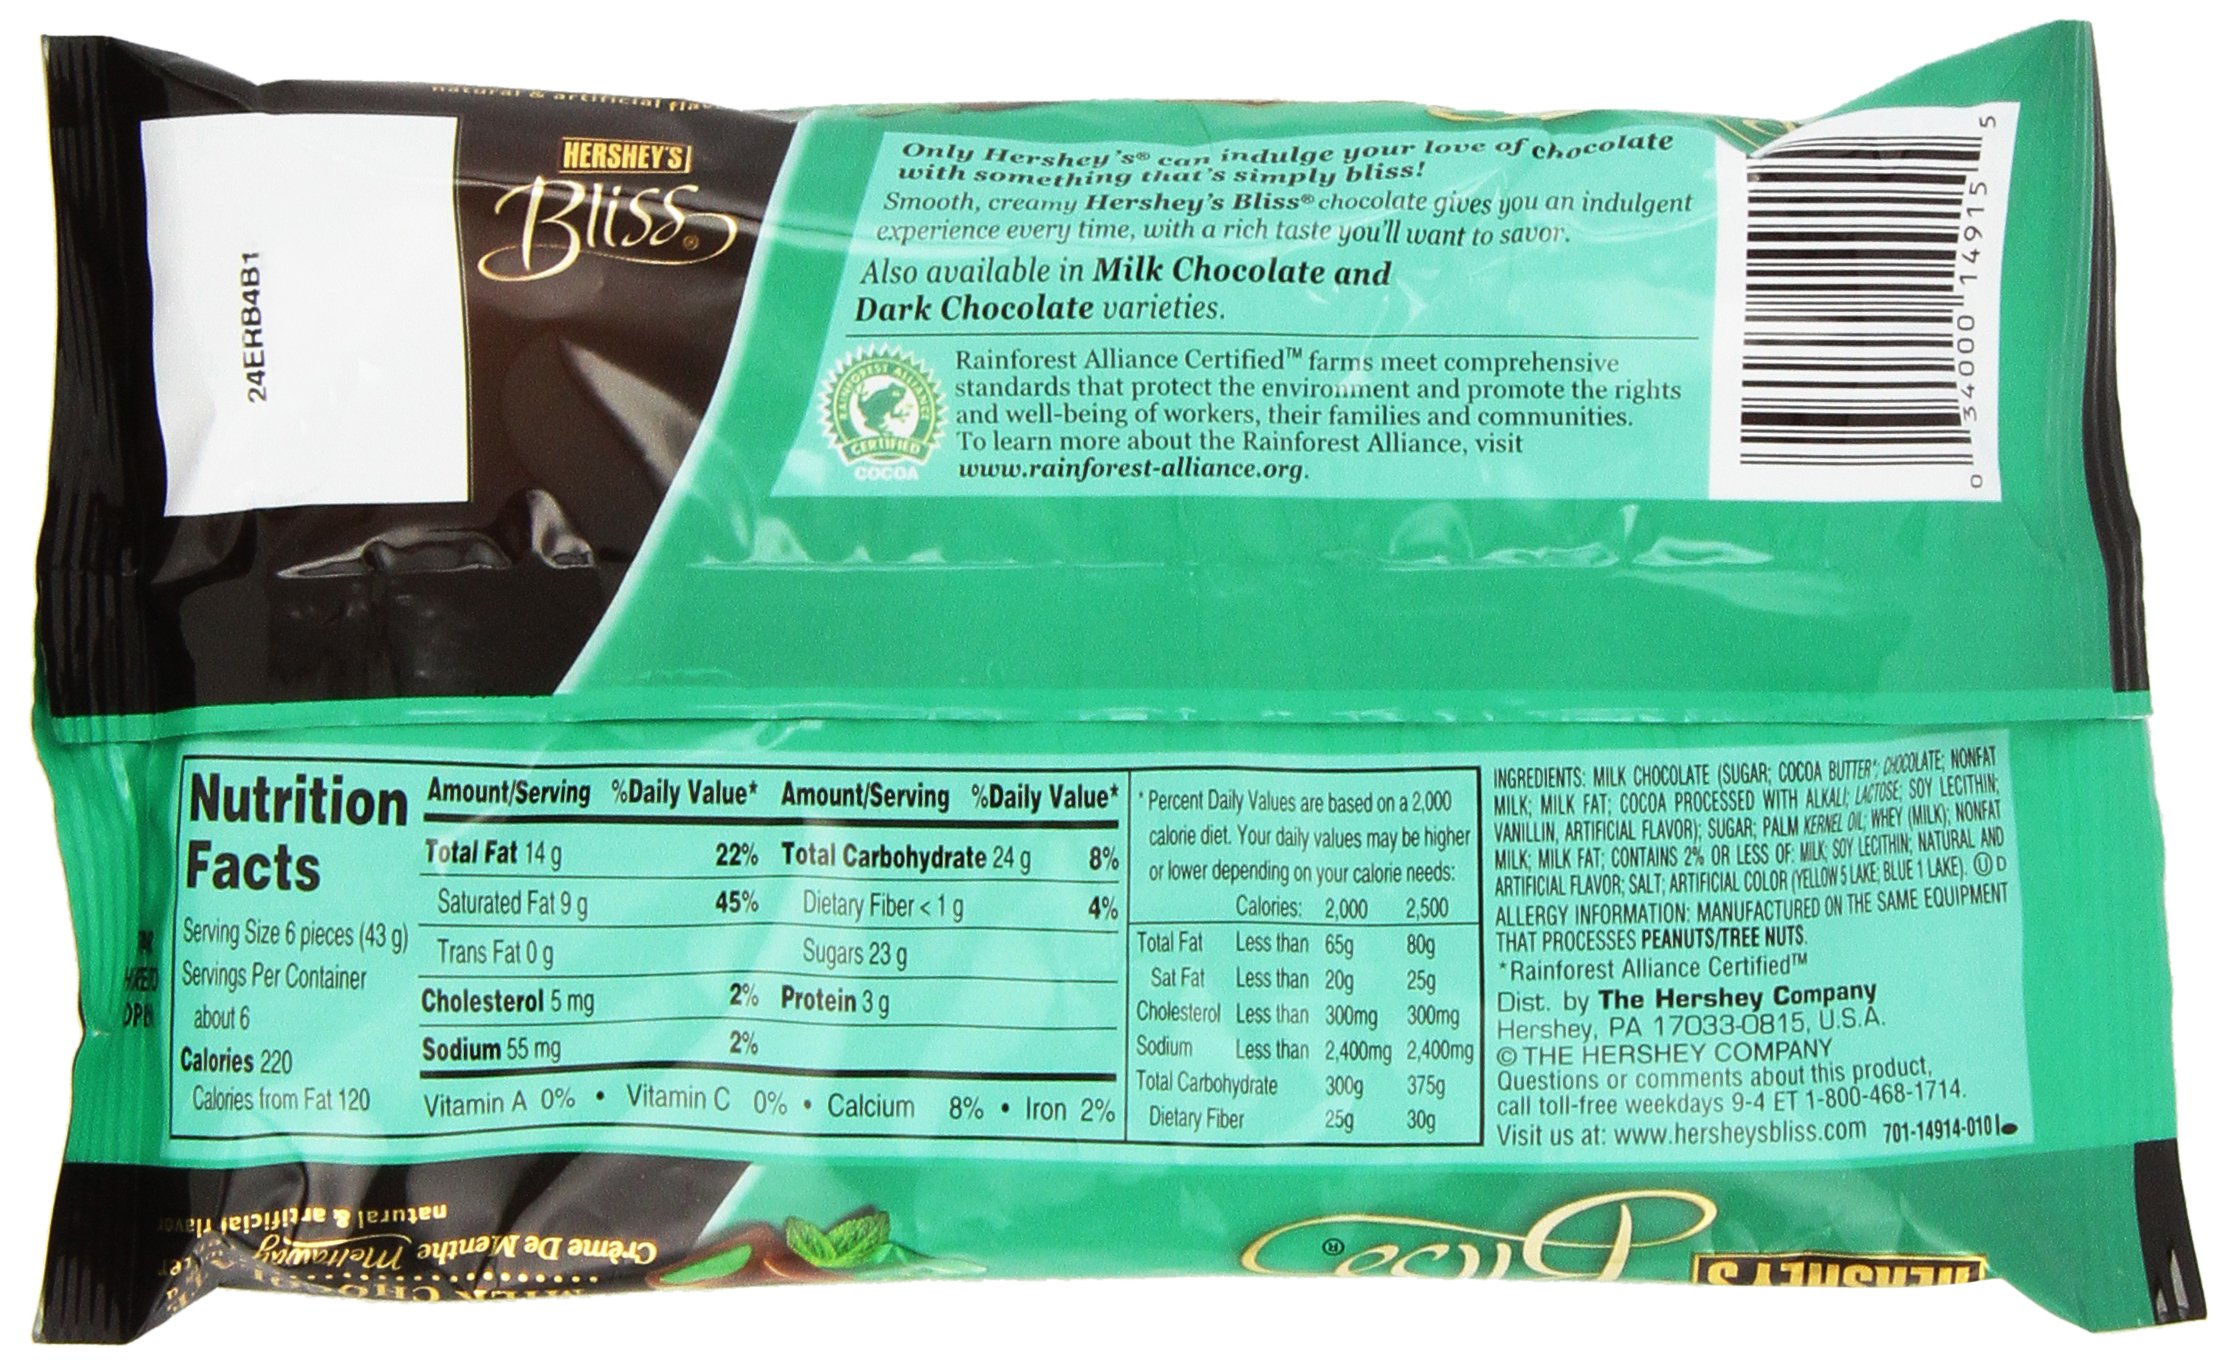 natural & artificial
24ERB4B1
HERSHEY'S
Bliss®
Only Hershey's® can indulge your love of chocolate
with something that's simply bliss!
Smooth, creamy Hershey's Bliss® chocolate gives you an indulgent
experience every time, with a rich taste you'll want to savor.
Also available in Milk Chocolate and
Dark Chocolate varieties.
RAINFOREST ALLIANCE
CERTIFIED
COCOA
Rainforest Alliance Certified™ farms meet comprehensive
standards that protect the environment and promote the rights
and well-being of workers, their families and communities.
To learn more about the Rainforest Alliance, visit
www.rainforest-alliance.org.
0 34000 14915 5
Nutrition
Facts
Serving Size 6 pieces (43 g)
Servings Per Container
about 6
Calories 220
Calories from Fat 120
Amount/Serving %Daily Value* Amount/Serving %Daily Value*
Total Fat 14 g 22% Total Carbohydrate 24 g 8%
Saturated Fat 9 g 45% Dietary Fiber < 1 g 4%
Trans Fat 0 g Sugars 23 g
Cholesterol 5 mg 2% Protein 3 g
Sodium 55 mg 2%
Vitamin A 0% • Vitamin C 0% • Calcium 8% • Iron 2%
* Percent Daily Values are based on a 2,000
calorie diet. Your daily values may be higher
or lower depending on your calorie needs:
Calories: 2,000 2,500
Total Fat Less than 65g 80g
Sat Fat Less than 20g 25g
Cholesterol Less than 300mg 300mg
Sodium Less than 2,400mg 2,400mg
Total Carbohydrate 300g 375g
Dietary Fiber 25g 30g
INGREDIENTS: MILK CHOCOLATE (SUGAR; COCOA BUTTER*; CHOCOLATE; NONFAT
MILK; MILK FAT; COCOA PROCESSED WITH ALKALI; LACTOSE; SOY LECITHIN;
VANILLIN, ARTIFICIAL FLAVOR); SUGAR; PALM KERNEL OIL; WHEY (MILK); NONFAT
MILK; MILK FAT; CONTAINS 2% OR LESS OF: MILK; SOY LECITHIN; NATURAL AND
ARTIFICIAL FLAVOR; SALT; ARTIFICIAL COLOR (YELLOW 5 LAKE; BLUE 1 LAKE). Ⓤ D
ALLERGY INFORMATION: MANUFACTURED ON THE SAME EQUIPMENT
THAT PROCESSES PEANUTS/TREE NUTS.
*Rainforest Alliance Certified™
Dist. by The Hershey Company
Hershey, PA 17033-0815, U.S.A.
© THE HERSHEY COMPANY
Questions or comments about this product,
call toll-free weekdays 9-4 ET 1-800-468-1714.
Visit us at: www.hersheysbliss.com 701-14914-010
HERSHEY'S
Bliss®
Crème De Menthe Meltaway
natural & artificial flavor